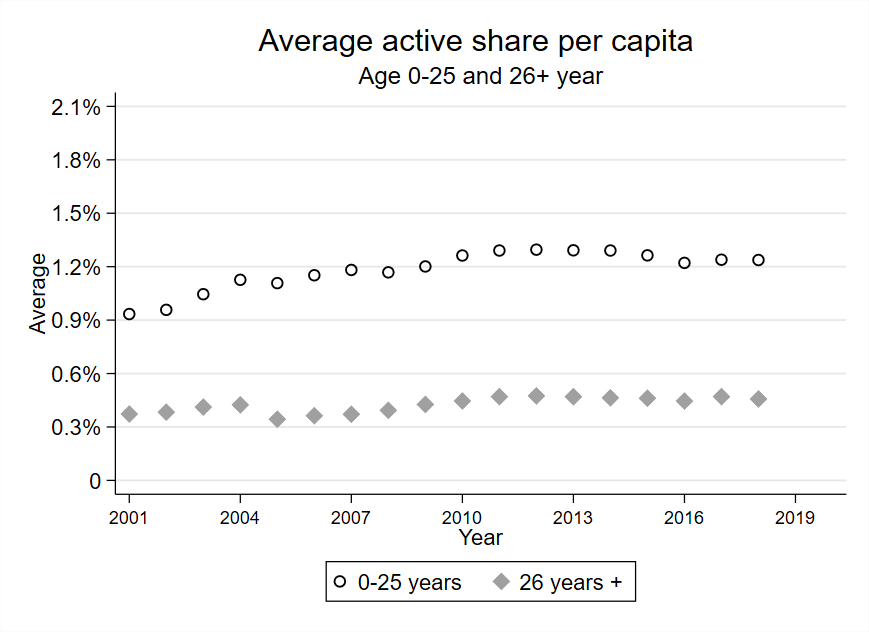 Average active share per capita
Age 0-25 and 26+ year
2.1%
1.8%
1.5%
1.2%
0.9%
0.6%
0.3%
0
Average
2001 2004 2007 2010 2013 2016 2019
Year
0-25 years 26 years +